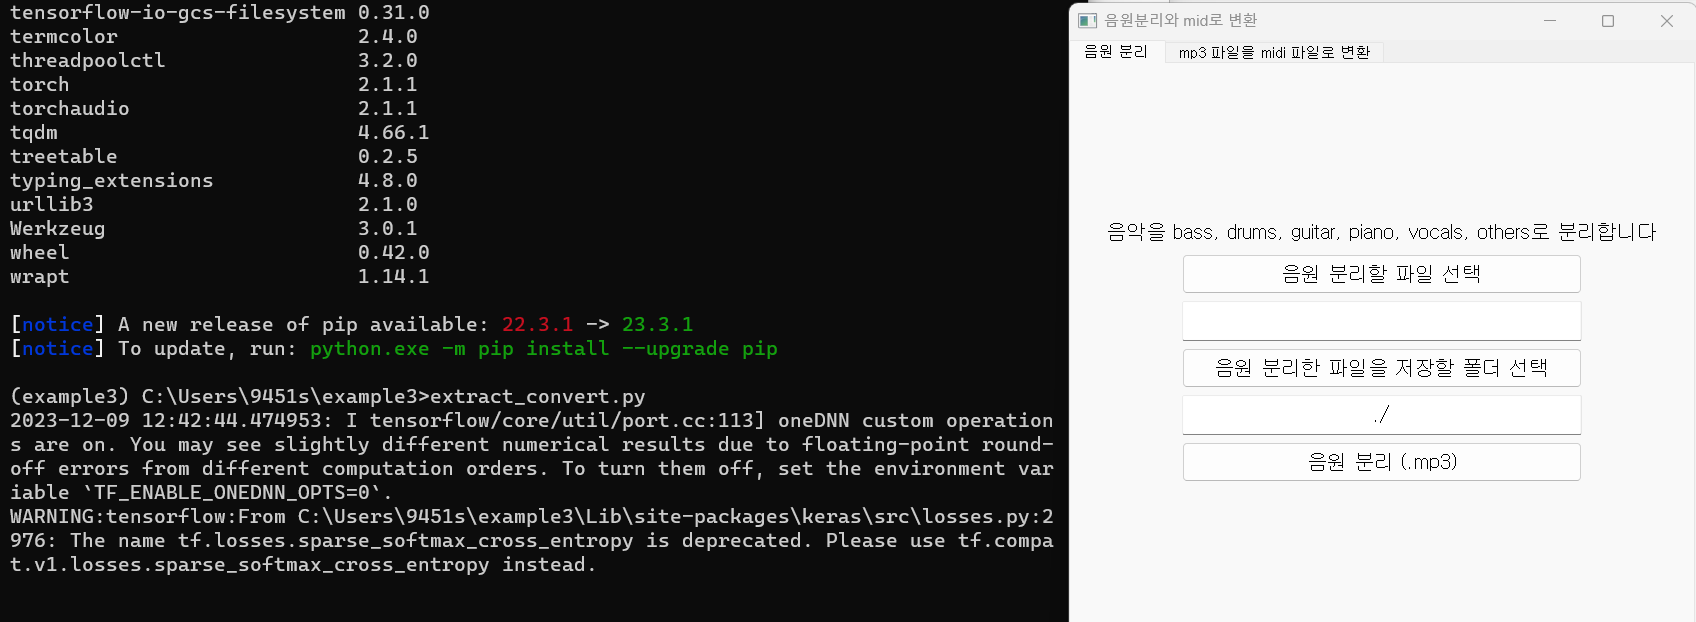 tensorflow-io-gcs-filesystem 0.31.0
termcolor 2.4.0
threadpoolctl 3.2.0
torch 2.1.1
torchaudio 2.1.1
tqdm 4.66.1
treetable 0.2.5
typing_extensions 4.8.0
urllib3 2.1.0
Werkzeug 3.0.1
wheel 0.42.0
wrapt 1.14.1
[notice] A new release of pip available: 22.3.1 -> 23.3.1
[notice] To update, run: python.exe -m pip install --upgrade pip
(example3) C:\Users\9451s\example3>extract_convert.py
2023-12-09 12:42:44.474953: I tensorflow/core/util/port.cc:113] oneDNN custom operation
s are on. You may see slightly different numerical results due to floating-point round-
off errors from different computation orders. To turn them off, set the environment var
iable `TF_ENABLE_ONEDNN_OPTS=0`.
WARNING:tensorflow:From C:\Users\9451s\example3\Lib\site-packages\keras\src\losses.py:2
976: The name tf.losses.sparse_softmax_cross_entropy is deprecated. Please use tf.compa
t.v1.losses.sparse_softmax_cross_entropy instead.
음원분리와 mid로 변환
음원 분리 mp3 파일을 midi 파일로 변환
음악을 bass, drums, guitar, piano, vocals, others로 분리합니다
음원 분리할 파일 선택
음원 분리한 파일을 저장할 폴더 선택
./
음원 분리 (.mp3)